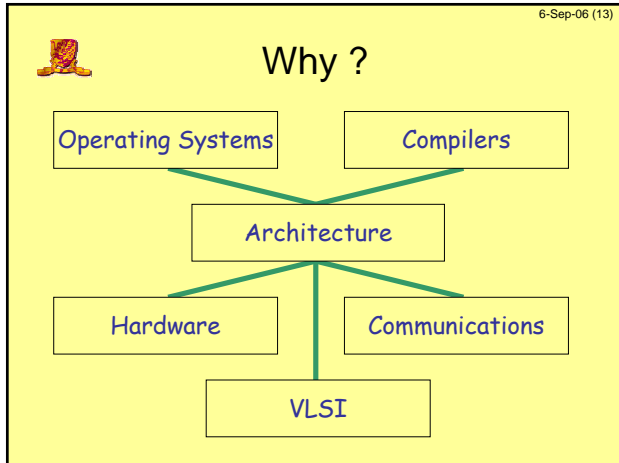 6-Sep-06 (13)
Why ?
Operating Systems
Compilers
Architecture
Hardware
Communications
VLSI